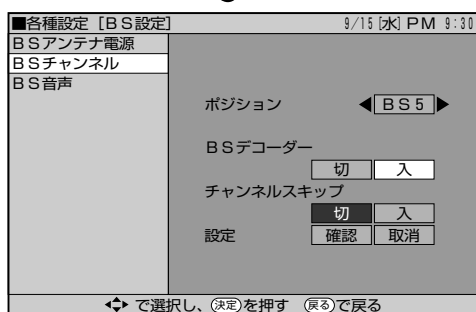 ■各種設定［ＢＳ設定］ 9/15［水］ＰＭ 9:30
ＢＳアンテナ電源
ＢＳチャンネル
ＢＳ音声
ポジション ◀ＢＳ５▶
ＢＳデコーダー
切 入
チャンネルスキップ
切 入
設定 確認 取消
で選択し、決定を押す 戻るで戻る